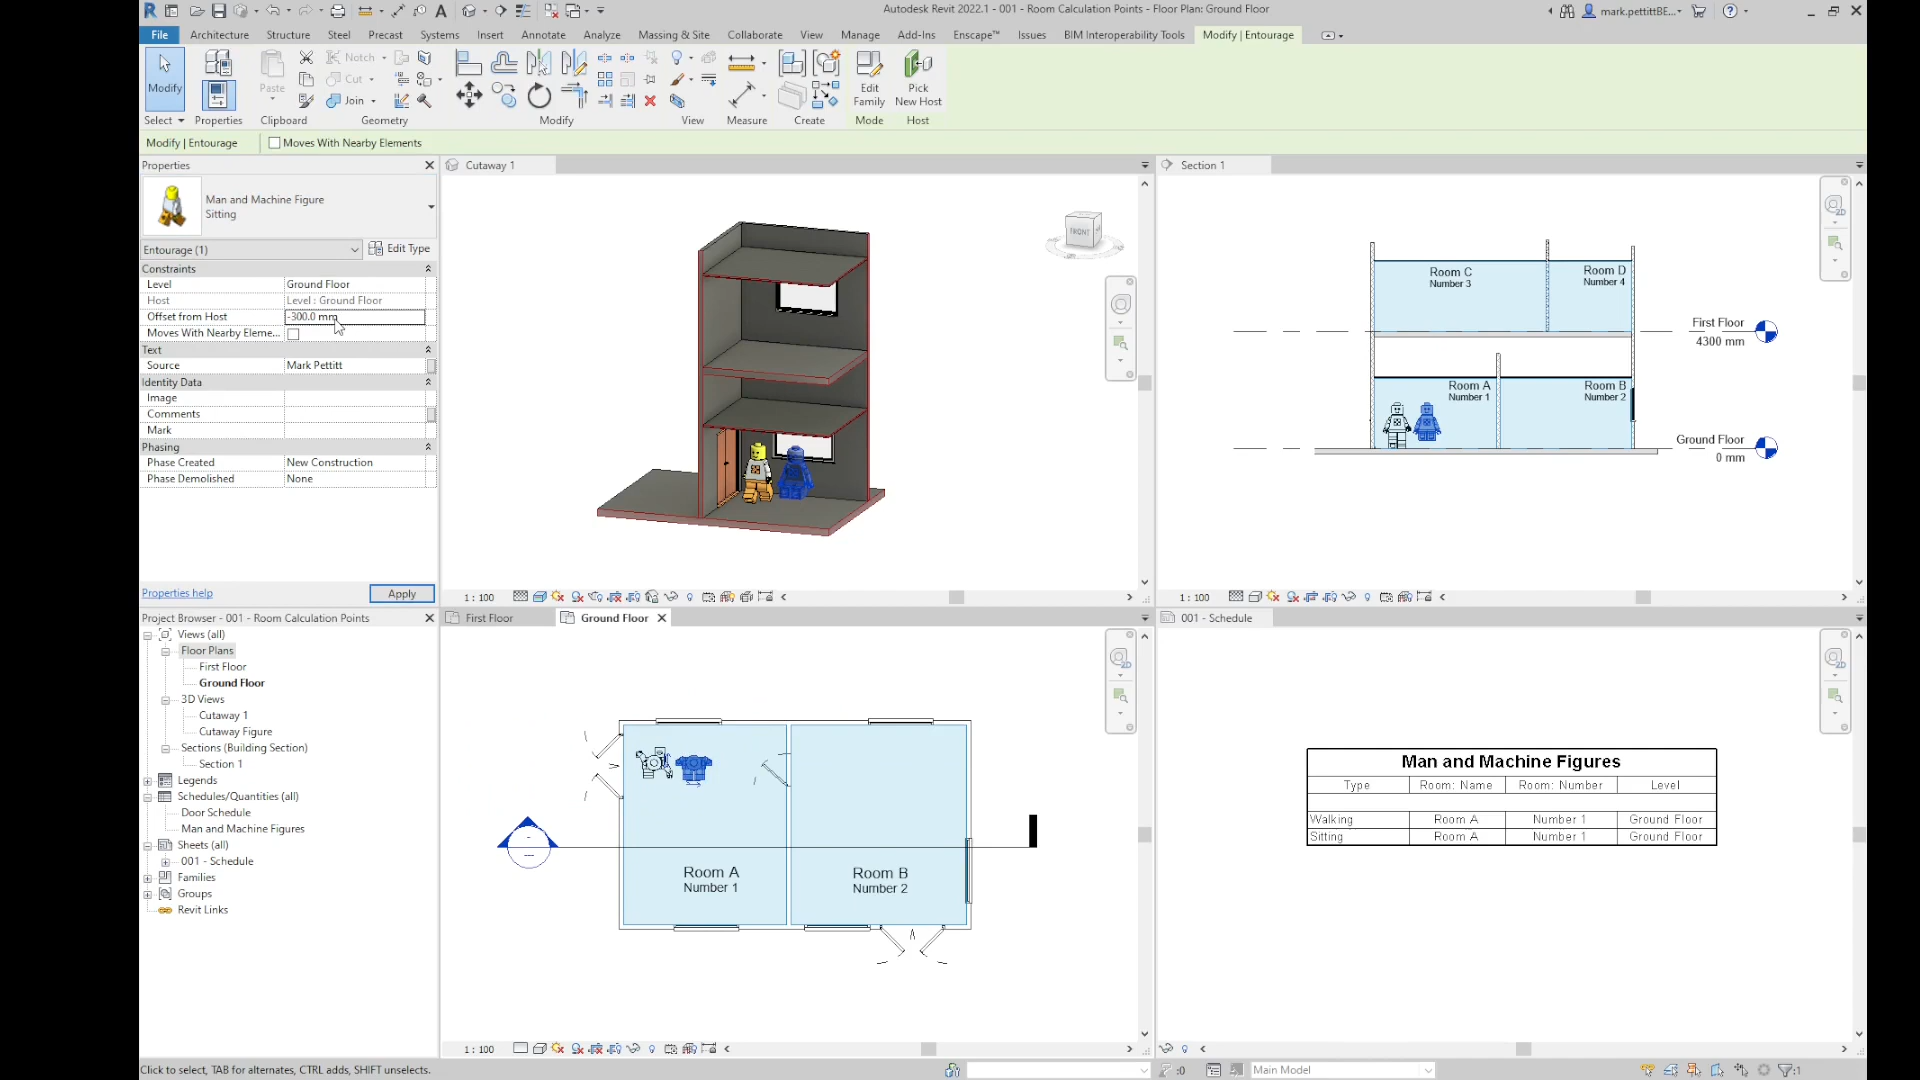 Autodesk Revit 2022.1 - 001 - Room Calculation Points - Floor Plan: Ground Floor
mark.pettittBE...
File Architecture Structure Steel Precast Systems Insert Annotate Analyze Massing & Site Collaborate View Manage Add-Ins Enscape™ Issues BIM Interoperability Tools Modify | Entourage
Modify
Paste
Notch
Cut
Join
Edit Family
Pick New Host
Select Properties Clipboard Geometry Modify View Measure Create Mode Host
Modify | Entourage Moves With Nearby Elements
Properties
Man and Machine Figure
Sitting
Entourage (1) Edit Type
Constraints
Level Ground Floor
Host Level : Ground Floor
Offset from Host -300.0 mm
Moves With Nearby Eleme...
Text
Source Mark Pettitt
Identity Data
Image
Comments
Mark
Phasing
Phase Created New Construction
Phase Demolished None
Properties help Apply
Project Browser - 001 - Room Calculation Points
Views (all)
Floor Plans
First Floor
Ground Floor
3D Views
Cutaway 1
Cutaway Figure
Sections (Building Section)
Section 1
Legends
Schedules/Quantities (all)
Door Schedule
Man and Machine Figures
Sheets (all)
001 - Schedule
Families
Groups
Revit Links
Cutaway 1
FRONT
1 : 100
Section 1
2D
Room C
Number 3
Room D
Number 4
First Floor
4300 mm
Room A
Number 1
Room B
Number 2
Ground Floor
0 mm
1 : 100
First Floor Ground Floor
2D
Room A
Number 1
Room B
Number 2
1 : 100
001 - Schedule
2D
Man and Machine Figures
Type Room: Name Room: Number Level
Walking Room A Number 1 Ground Floor
Sitting Room A Number 1 Ground Floor
Click to select, TAB for alternates, CTRL adds, SHIFT unselects.
:0
Main Model
:1